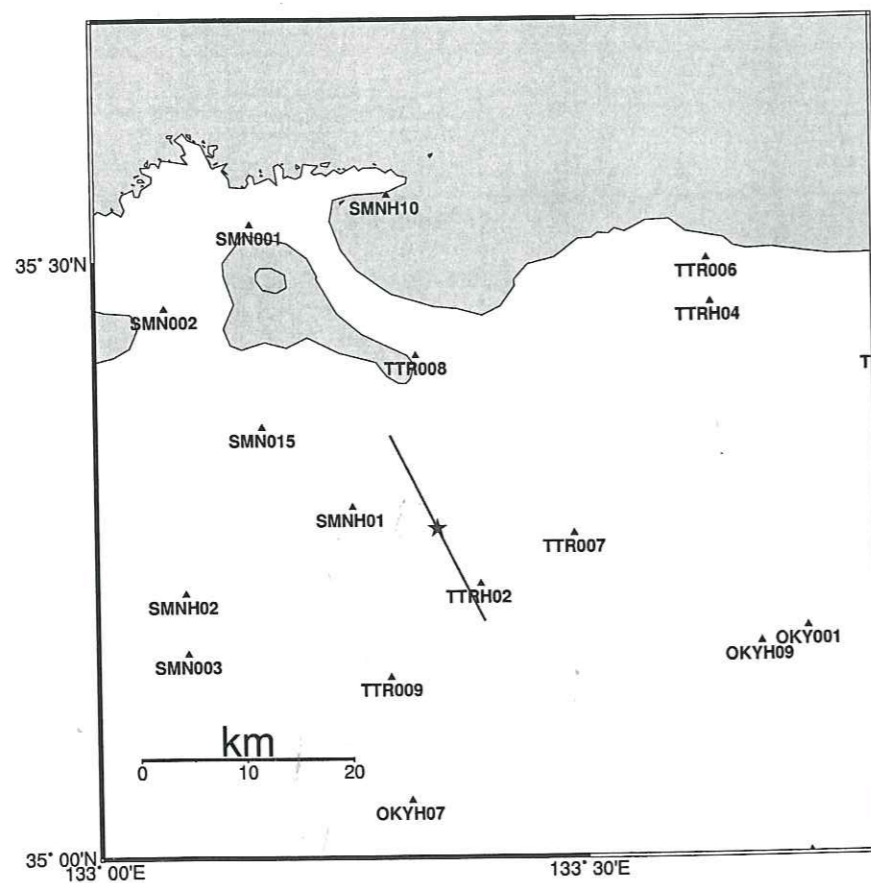 SMNH10
SMN001
35° 30'N
TTR006
TTRH04
SMN002
TTR008
T
SMN015
SMNH01
TTR007
TTRH02
SMNH02
OKY001
OKYH09
SMN003
TTR009
km
0 10 20
OKYH07
35° 00'N
133° 00'E
133° 30'E